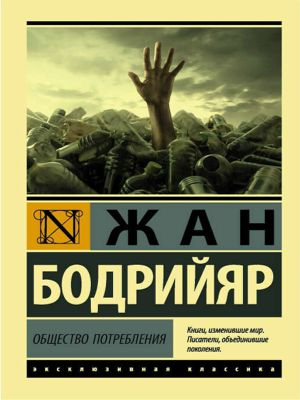 N
ЖАН
БОДРИЙЯР
ОБЩЕСТВО ПОТРЕБЛЕНИЯ
Книги, изменившие мир.
Писатели, объединившие
поколения.
эксклюзивная классика